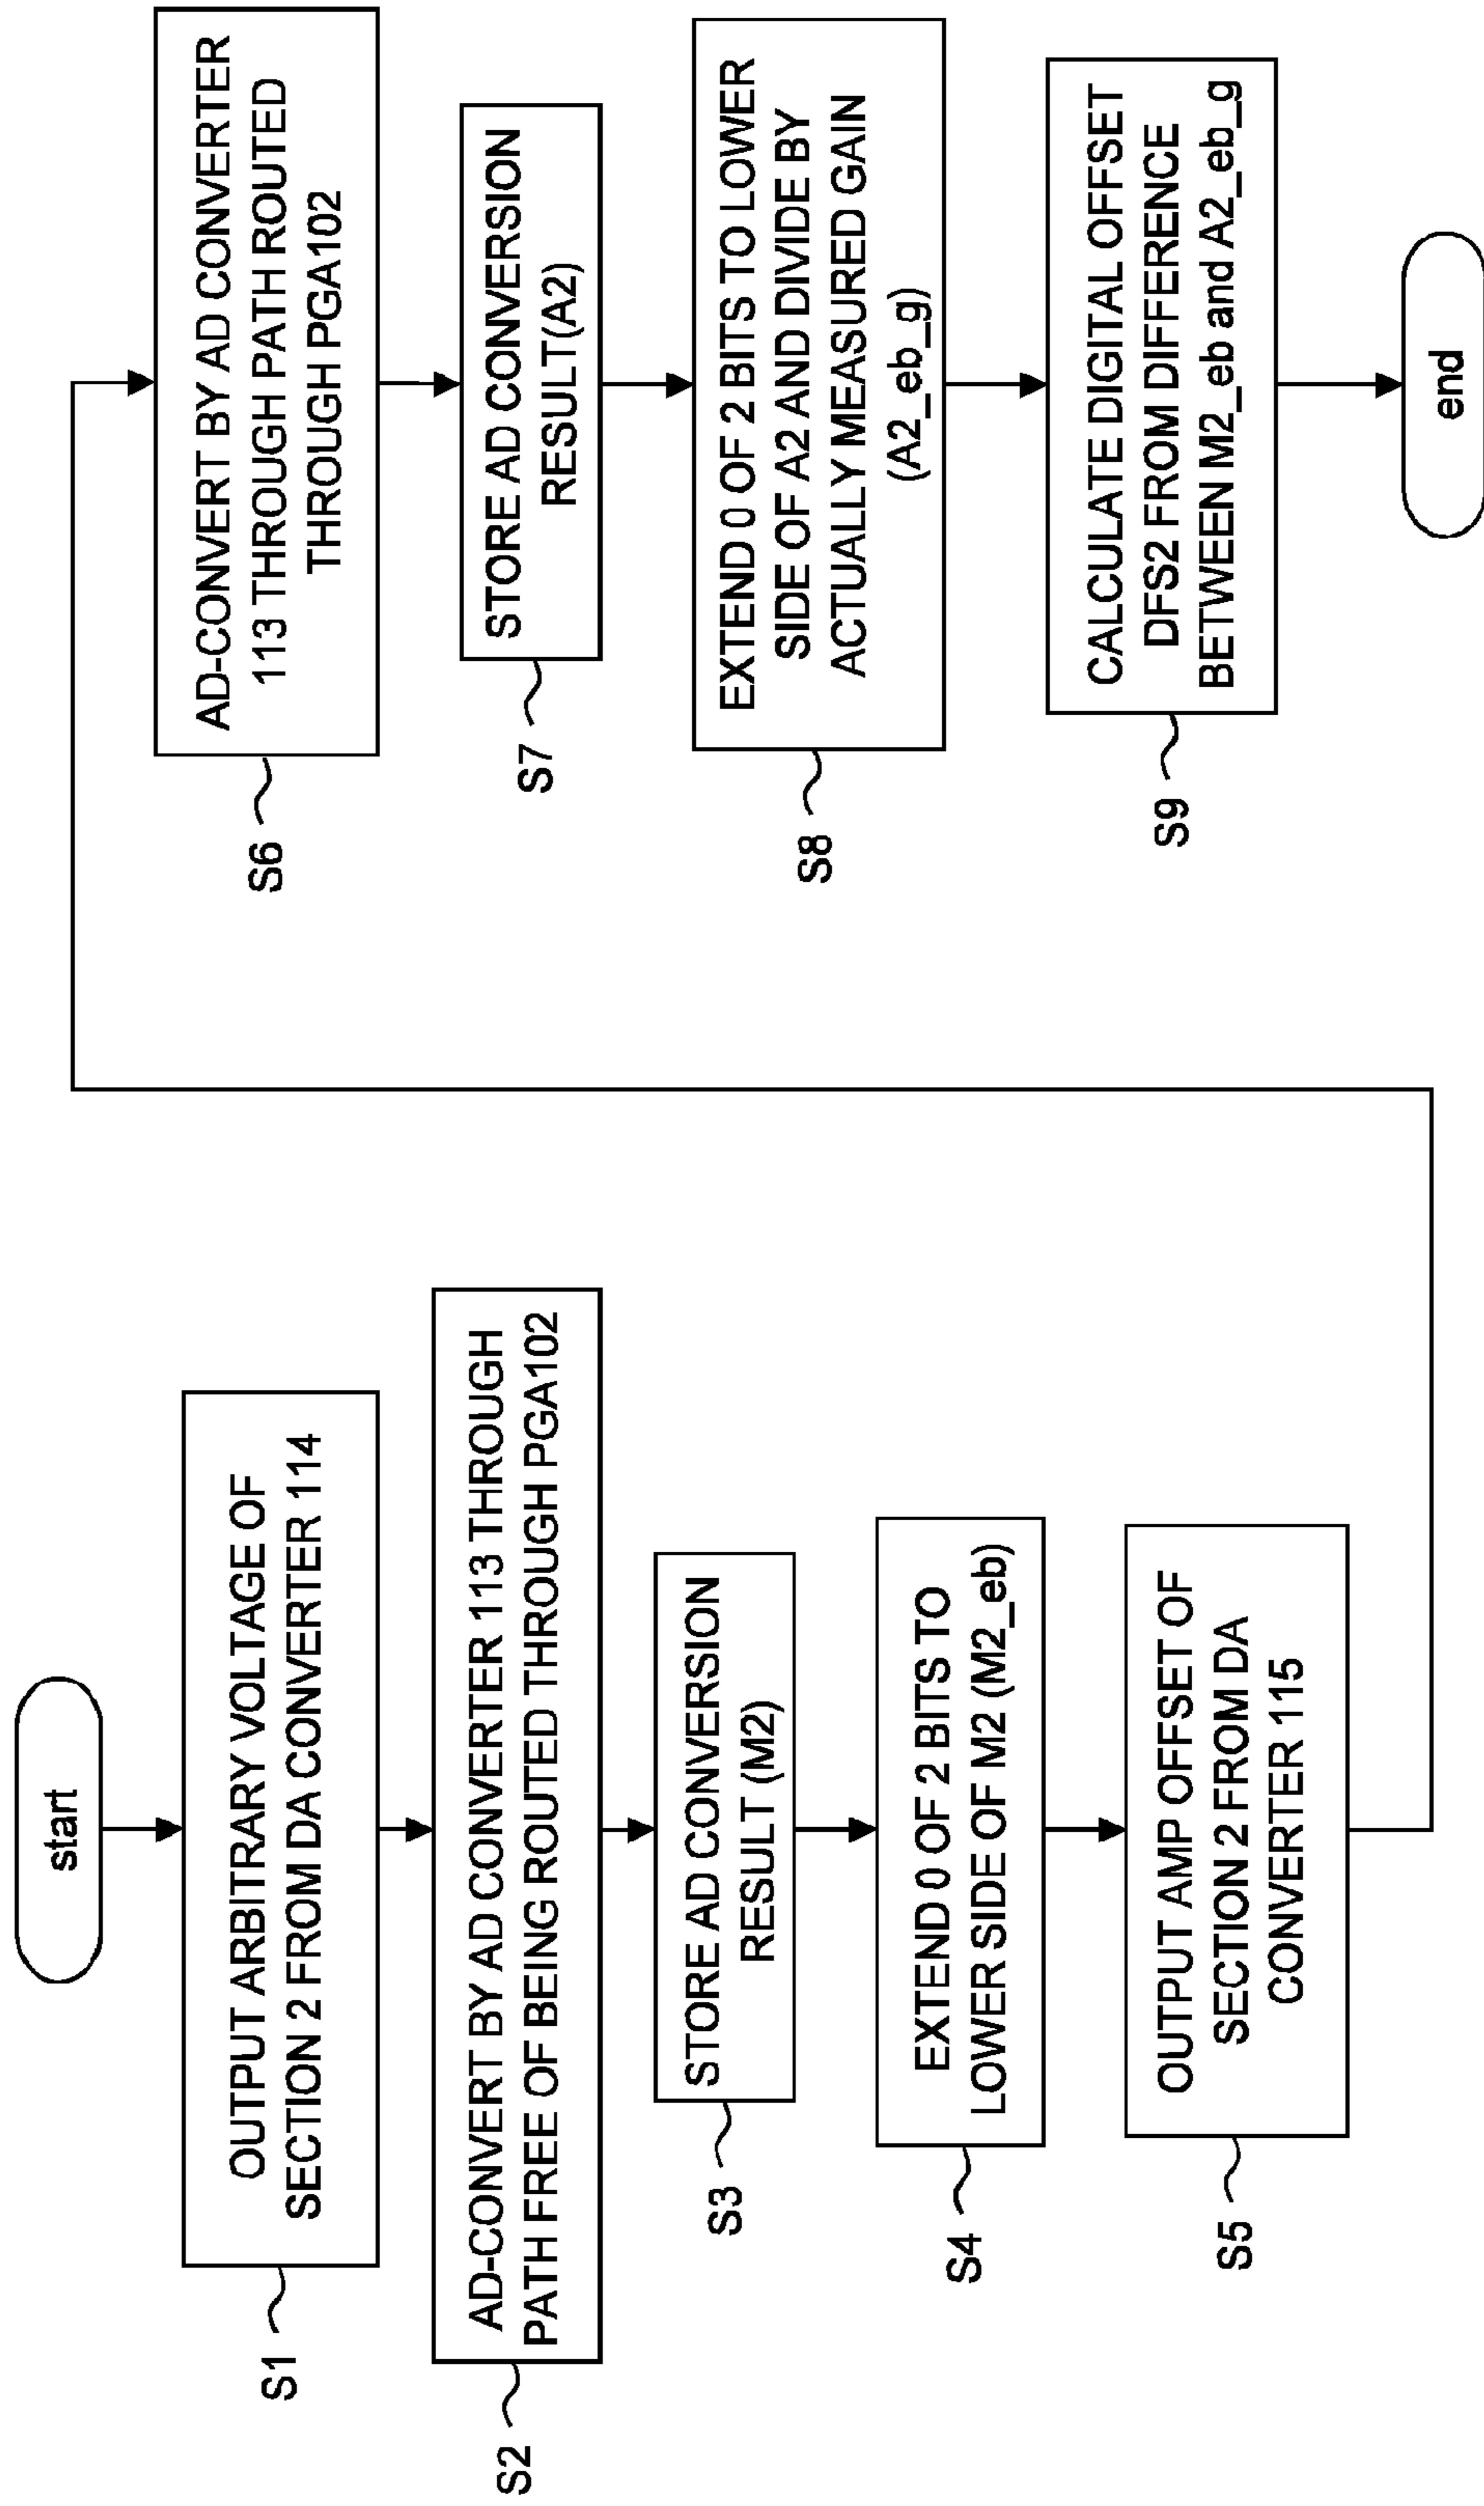 start
S1
OUTPUT ARBITRARY VOLTAGE OF
SECTION 2 FROM DA CONVERTER 114
S2
AD-CONVERT BY AD CONVERTER 113 THROUGH
PATH FREE OF BEING ROUTED THROUGH PGA102
S3
STORE AD CONVERSION
RESULT (M2)
S4
EXTEND 0 OF 2 BITS TO
LOWER SIDE OF M2 (M2_eb)
S5
OUTPUT AMP OFFSET OF
SECTION 2 FROM DA
CONVERTER 115
S6
AD-CONVERT BY AD CONVERTER
113 THROUGH PATH ROUTED
THROUGH PGA102
S7
STORE AD CONVERSION
RESULT(A2)
S8
EXTEND 0 OF 2 BITS TO LOWER
SIDE OF A2 AND DIVIDE BY
ACTUALLY MEASURED GAIN
(A2_eb_g)
S9
CALCULATE DIGITAL OFFSET
DFS2 FROM DIFFERENCE
BETWEEN M2_eb and A2_eb_g
end